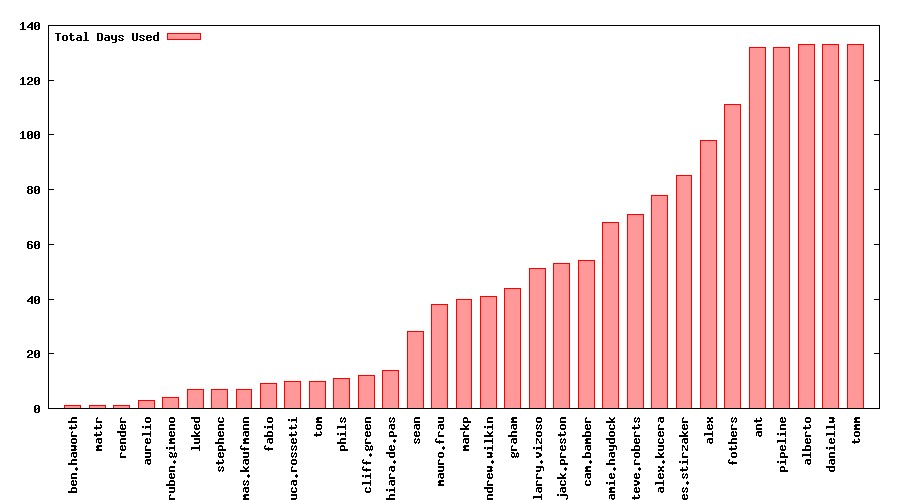 140
Total Days Used
120
100
80
60
40
20
0
ben.haworth
mattr
render
aurelio
ruben.gimeno
luked
stephenc
mas.kaufmann
fabio
uca.rossetti
tom
phils
cliff.green
hiara.de.pas
sean
mauro.frau
markp
ndrew.wilkin
graham
larry.vizoso
jack.preston
cam.bamber
amie.haydock
teve.roberts
alex.kucera
es.stirzaker
alex
fothers
ant
pipeline
alberto
daniellw
tomm